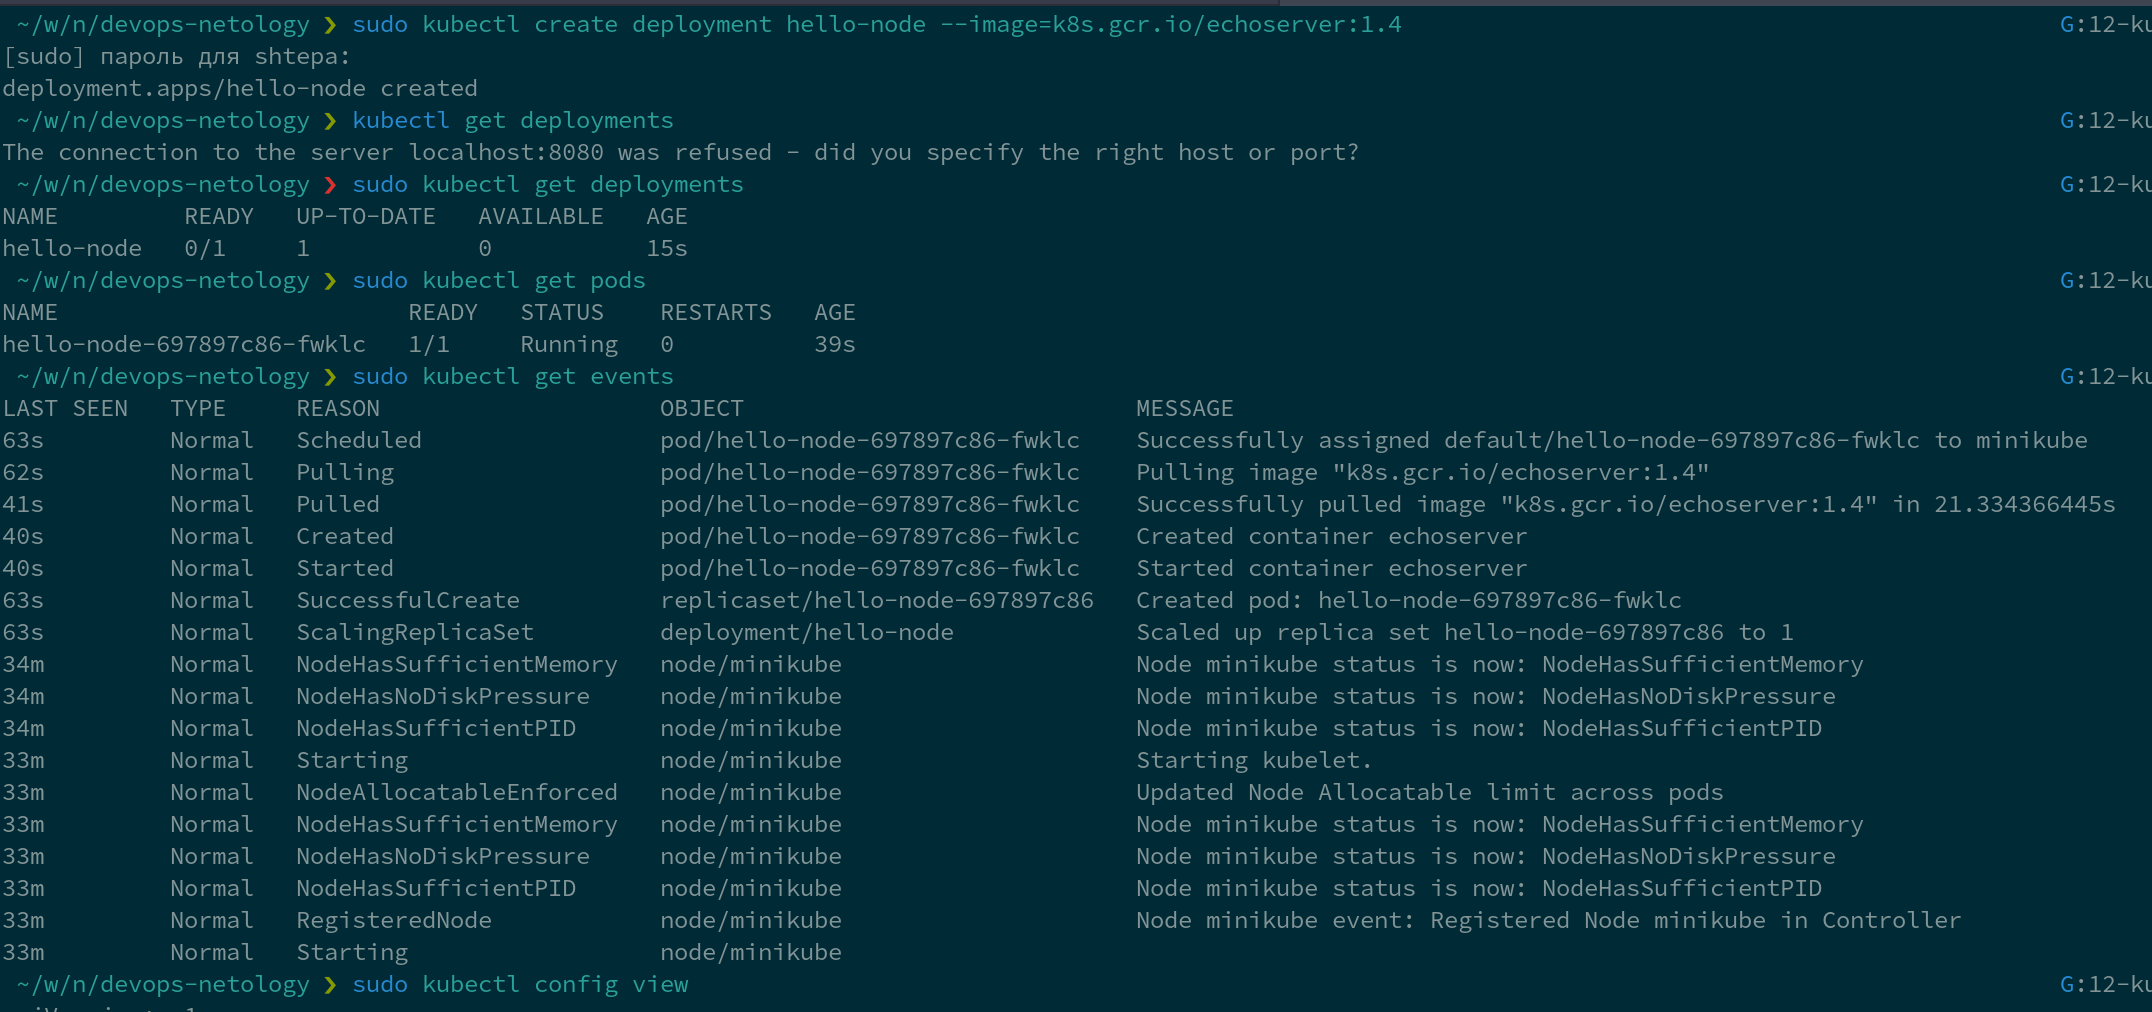 ~/w/n/devops-netology ❯ sudo kubectl create deployment hello-node --image=k8s.gcr.io/echoserver:1.4 G:12-ku
[sudo] пароль для shtepa:
deployment.apps/hello-node created
~/w/n/devops-netology ❯ kubectl get deployments G:12-ku
The connection to the server localhost:8080 was refused - did you specify the right host or port?
~/w/n/devops-netology ❯ sudo kubectl get deployments G:12-ku
NAME READY UP-TO-DATE AVAILABLE AGE
hello-node 0/1 1 0 15s
~/w/n/devops-netology ❯ sudo kubectl get pods G:12-ku
NAME READY STATUS RESTARTS AGE
hello-node-697897c86-fwklc 1/1 Running 0 39s
~/w/n/devops-netology ❯ sudo kubectl get events G:12-ku
LAST SEEN TYPE REASON OBJECT MESSAGE
63s Normal Scheduled pod/hello-node-697897c86-fwklc Successfully assigned default/hello-node-697897c86-fwklc to minikube
62s Normal Pulling pod/hello-node-697897c86-fwklc Pulling image "k8s.gcr.io/echoserver:1.4"
41s Normal Pulled pod/hello-node-697897c86-fwklc Successfully pulled image "k8s.gcr.io/echoserver:1.4" in 21.334366445s
40s Normal Created pod/hello-node-697897c86-fwklc Created container echoserver
40s Normal Started pod/hello-node-697897c86-fwklc Started container echoserver
63s Normal SuccessfulCreate replicaset/hello-node-697897c86 Created pod: hello-node-697897c86-fwklc
63s Normal ScalingReplicaSet deployment/hello-node Scaled up replica set hello-node-697897c86 to 1
34m Normal NodeHasSufficientMemory node/minikube Node minikube status is now: NodeHasSufficientMemory
34m Normal NodeHasNoDiskPressure node/minikube Node minikube status is now: NodeHasNoDiskPressure
34m Normal NodeHasSufficientPID node/minikube Node minikube status is now: NodeHasSufficientPID
33m Normal Starting node/minikube Starting kubelet.
33m Normal NodeAllocatableEnforced node/minikube Updated Node Allocatable limit across pods
33m Normal NodeHasSufficientMemory node/minikube Node minikube status is now: NodeHasSufficientMemory
33m Normal NodeHasNoDiskPressure node/minikube Node minikube status is now: NodeHasNoDiskPressure
33m Normal NodeHasSufficientPID node/minikube Node minikube status is now: NodeHasSufficientPID
33m Normal RegisteredNode node/minikube Node minikube event: Registered Node minikube in Controller
33m Normal Starting node/minikube
~/w/n/devops-netology ❯ sudo kubectl config view G:12-ku